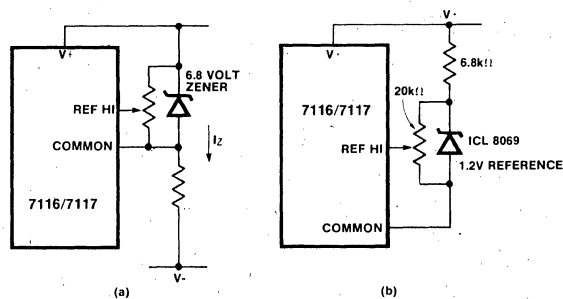 V+
6.8 VOLT
ZENER
REF HI
COMMON
IZ
7116/7117
V-
(a)
V+
V+
6.8kΩ
20kΩ
7116/7117
ICL 8069
REF HI
1.2V REFERENCE
COMMON
(b)